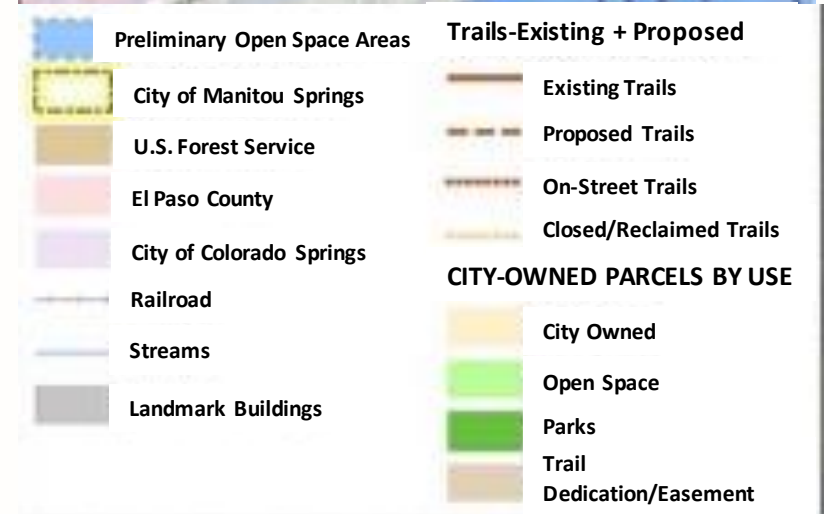 Preliminary Open Space Areas
City of Manitou Springs
U.S. Forest Service
El Paso County
City of Colorado Springs
Railroad
Streams
Landmark Buildings
Trails-Existing + Proposed
Existing Trails
Proposed Trails
On-Street Trails
Closed/Reclaimed Trails
CITY-OWNED PARCELS BY USE
City Owned
Open Space
Parks
Trail
Dedication/Easement